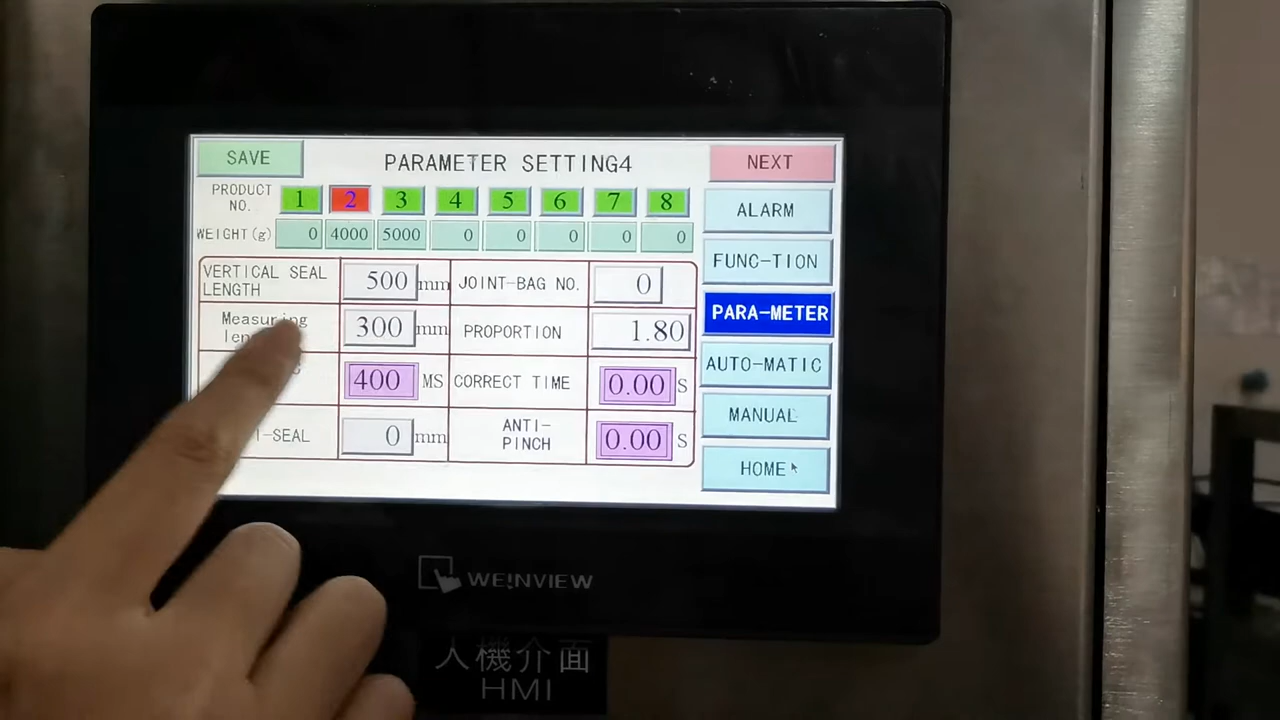 SAVE
PARAMETER SETTING4
NEXT
PRODUCT NO.
1 2 3 4 5 6 7 8
ALARM
WEIGHT(g)
0 4000 5000 0 0 0 0 0
FUNC-TION
VERTICAL SEAL LENGTH
500 mm
JOINT-BAG NO.
0
Measuring
300 mm
PROPORTION
1.80
PARA-METER
400 MS
CORRECT TIME
0.00 S
AUTO-MATIC
-SEAL
0 mm
ANTI-PINCH
0.00 S
MANUAL
HOME
WE!NVIEW
人機介面
HMI